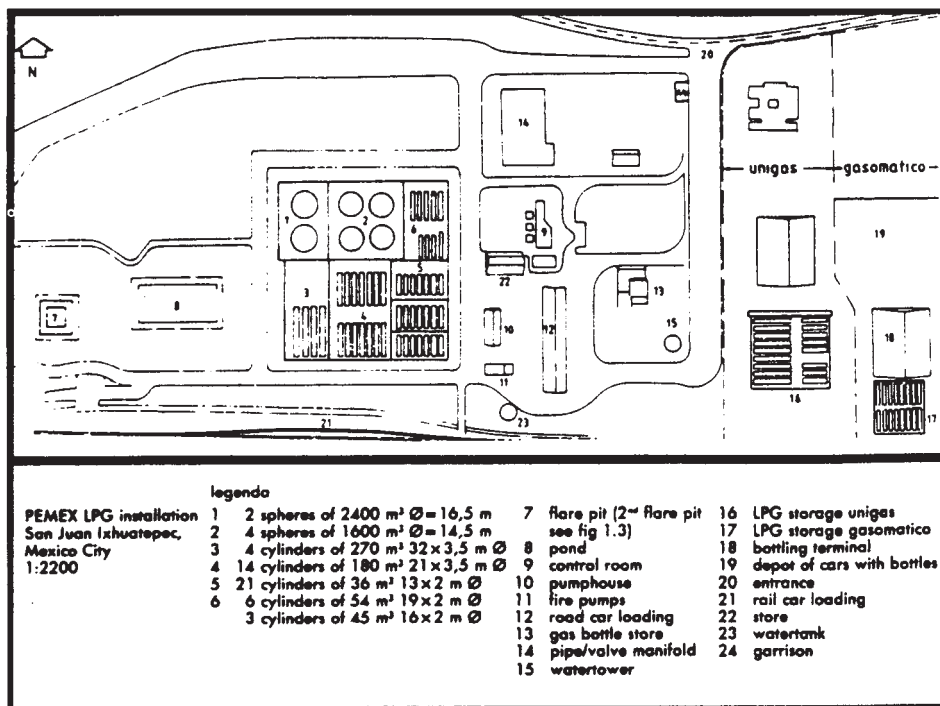 N
20
14
unigas
gasomatico
1
2
6
9
19
5
22
3
13
8
7
4
10
12
15
18
11
16
17
23
21
legenda
PEMEX LPG installation
San Juan Ixhuatepec,
Mexico City
1:2200
1 2 spheres of 2400 m³ Ø = 16,5 m
2 4 spheres of 1600 m³ Ø = 14,5 m
3 4 cylinders of 270 m³ 32 x 3,5 m Ø
4 14 cylinders of 180 m³ 21 x 3,5 m Ø
5 21 cylinders of 36 m³ 13 x 2 m Ø
6 6 cylinders of 54 m³ 19 x 2 m Ø
3 cylinders of 45 m³ 16 x 2 m Ø
7 flare pit (2ⁿᵈ flare pit
see fig 1.3)
8 pond
9 control room
10 pumphouse
11 fire pumps
12 road car loading
13 gas bottle store
14 pipe/valve manifold
15 watertower
16 LPG storage unigas
17 LPG storage gasomatico
18 bottling terminal
19 depot of cars with bottles
20 entrance
21 rail car loading
22 store
23 watertank
24 garrison